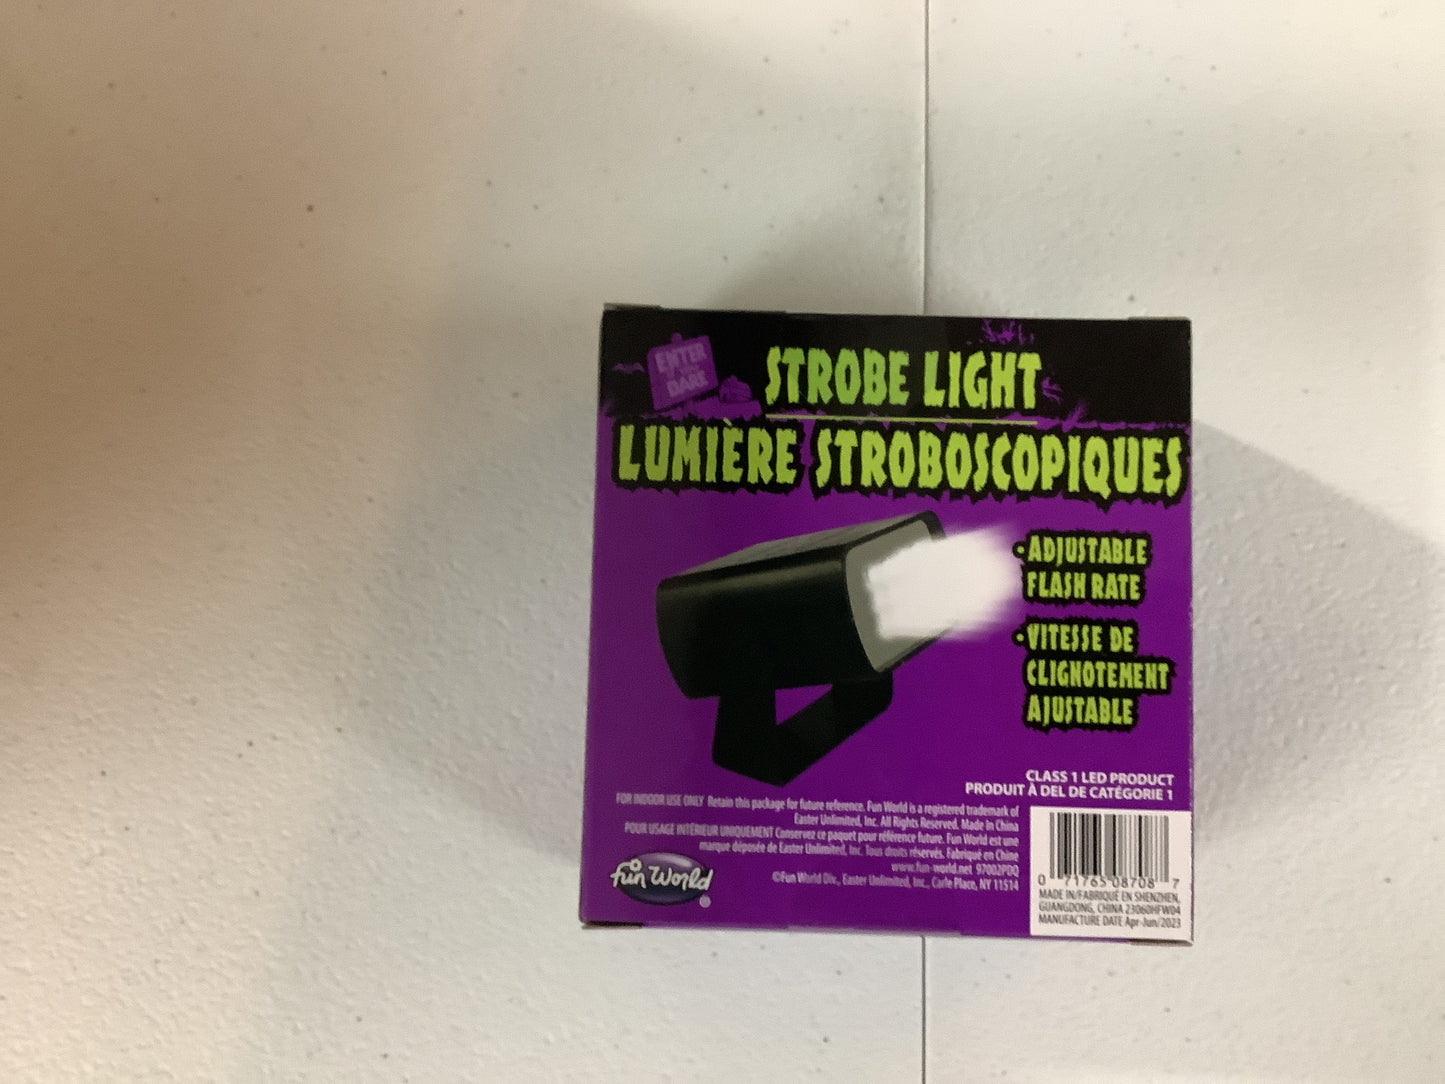 ENTER
DARE
STROBE LIGHT
LUMIÈRE STROBOSCOPIQUES
•ADJUSTABLE
FLASH RATE
•VITESSE DE
CLIGNOTEMENT
AJUSTABLE
CLASS 1 LED PRODUCT
PRODUIT À DEL DE CATÉGORIE 1
FOR INDOOR USE ONLY Retain this package for future reference. Fun World is a registered trademark of
Easter Unlimited, Inc. All Rights Reserved. Made in China
POUR USAGE INTÉRIEUR UNIQUEMENT Conservez ce paquet pour référence future. Fun World est une
marque déposée de Easter Unlimited, Inc. Tous droits réservés. Fabriqué en Chine
www.fun-world.net 97002PDQ
©Fun World Div., Easter Unlimited, Inc., Carle Place, NY 11514
fun World®
0 71765 08708 7
MADE IN/FABRIQUÉ EN SHENZHEN,
GUANGDONG, CHINA 23060HFW04
MANUFACTURE DATE Apr-Jun/2023